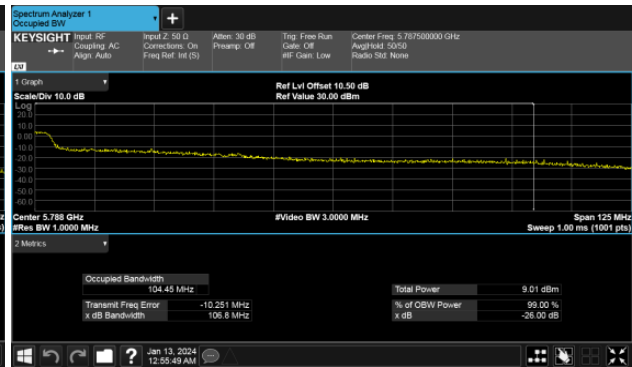 Spectrum Analyzer 1
Occupied BW
+
KEYSIGHT
Input: RF
Coupling: AC
Align: Auto
Input Z: 50 Ω
Corrections: On
Freq Ref: Int (S)
Atten: 30 dB
Preamp: Off
Trig: Free Run
Gate: Off
#IF Gain: Low
Center Freq: 5.787500000 GHz
Avg|Hold: 50/50
Radio Std: None
LXI
1 Graph
Scale/Div 10.0 dB
Ref Lvl Offset 10.50 dB
Ref Value 30.00 dBm
Log
20.0
10.0
0.00
-10.0
-20.0
-30.0
-40.0
-50.0
-60.0
Center 5.788 GHz
#Res BW 1.0000 MHz
#Video BW 3.0000 MHz
Span 125 MHz
Sweep 1.00 ms (1001 pts)
2 Metrics
Occupied Bandwidth
104.45 MHz
Transmit Freq Error -10.251 MHz
x dB Bandwidth 106.8 MHz
Total Power 9.01 dBm
% of OBW Power 99.00 %
x dB -26.00 dB
?
Jan 13, 2024
12:55:49 AM